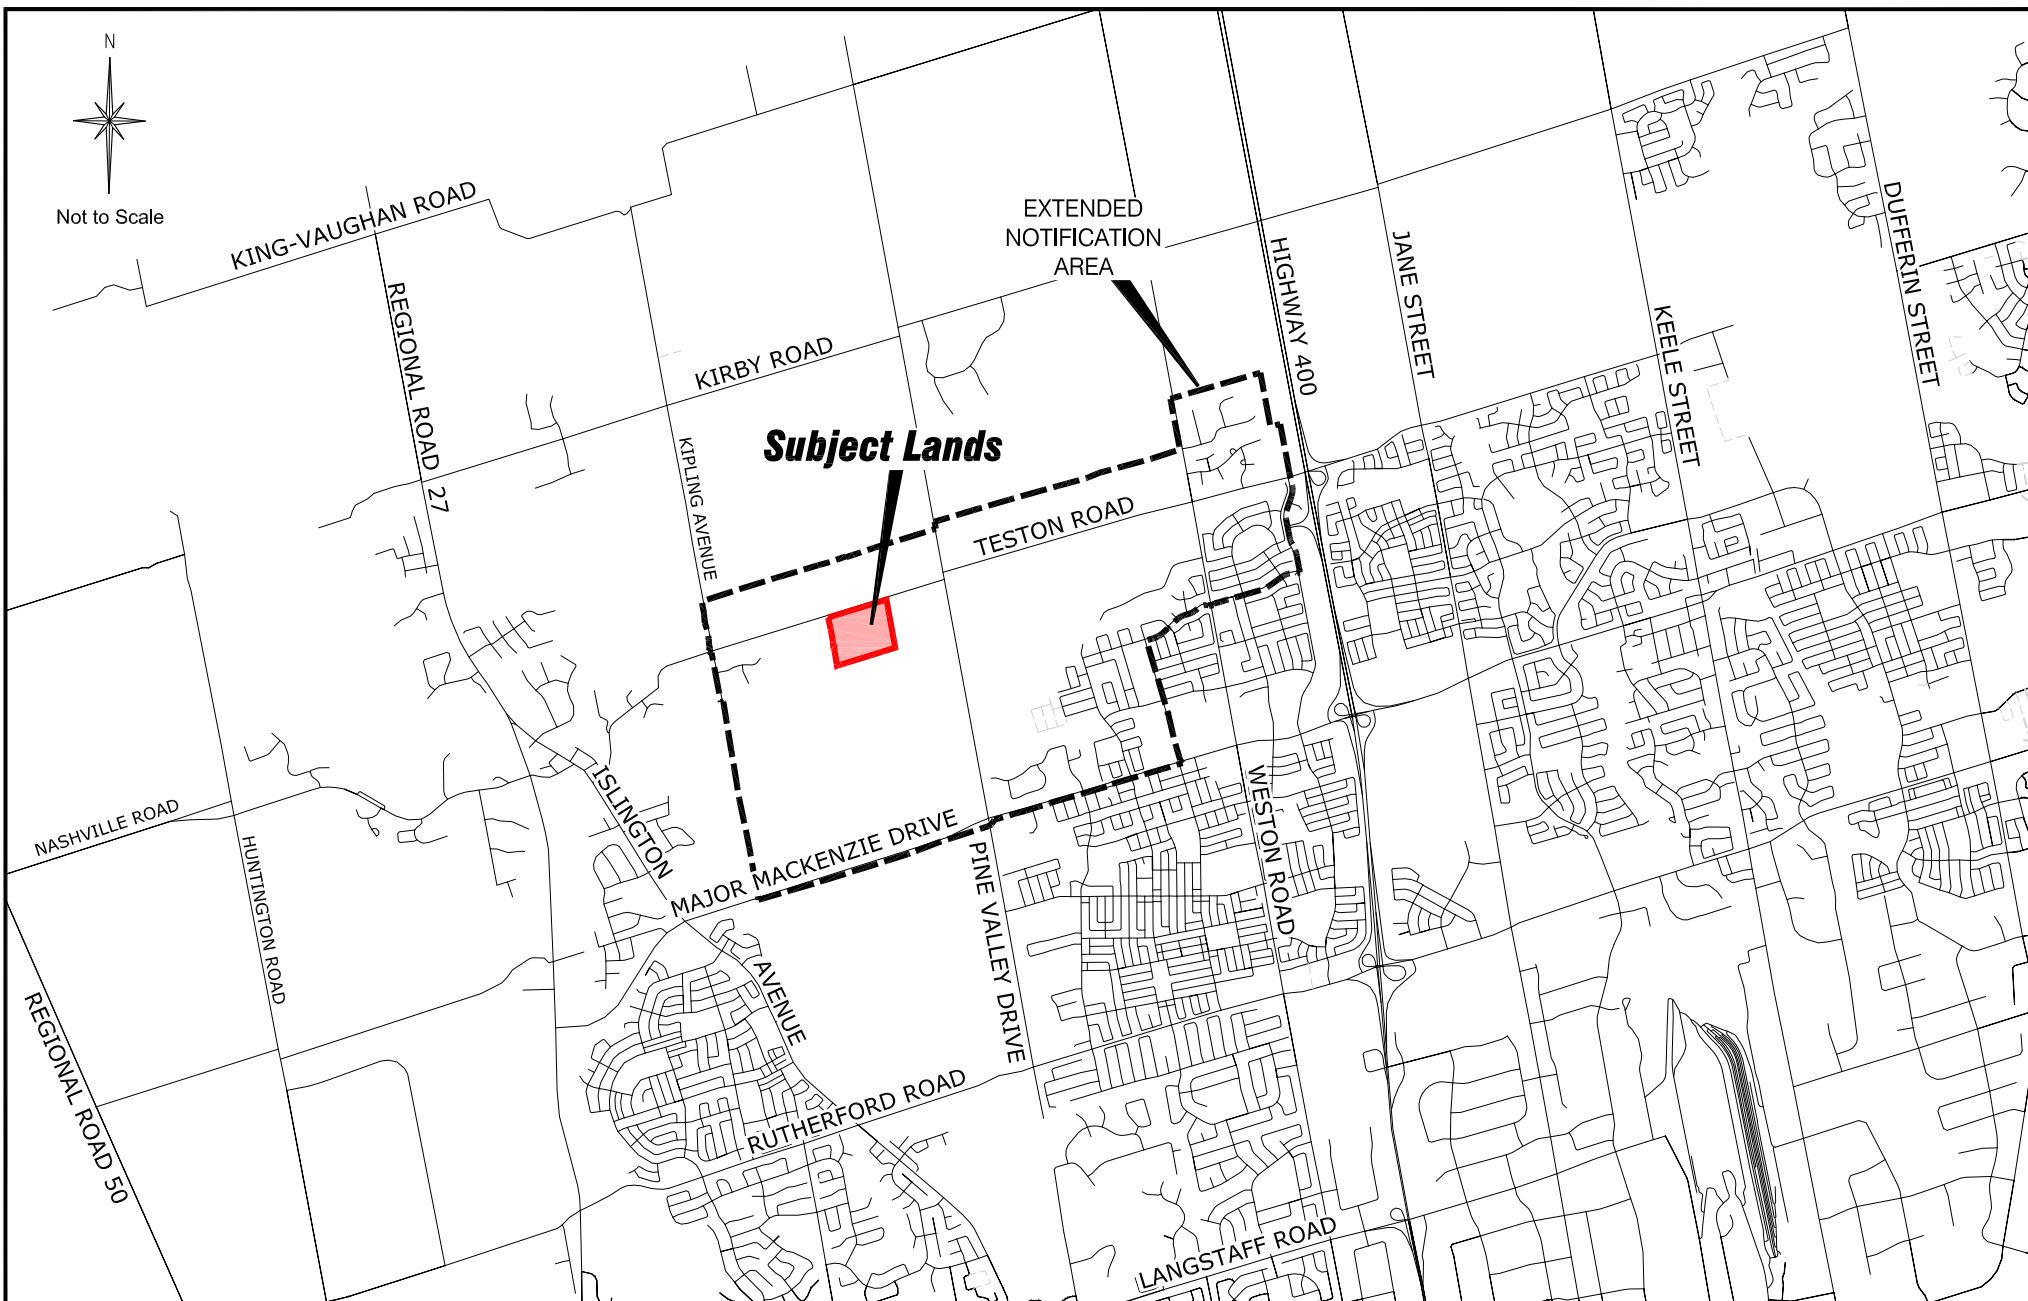 N
Not to Scale
KING-VAUGHAN ROAD
EXTENDED
NOTIFICATION
AREA
DUFFERIN STREET
JANE STREET
HIGHWAY 400
REGIONAL ROAD 27
KEELE STREET
KIRBY ROAD
Subject Lands
KIPLING AVENUE
TESTON ROAD
ISLINGTON
AVENUE
WESTON ROAD
NASHVILLE ROAD
HUNTINGTON ROAD
MAJOR MACKENZIE DRIVE
PINE VALLEY DRIVE
REGIONAL ROAD 50
RUTHERFORD ROAD
LANGSTAFF ROAD